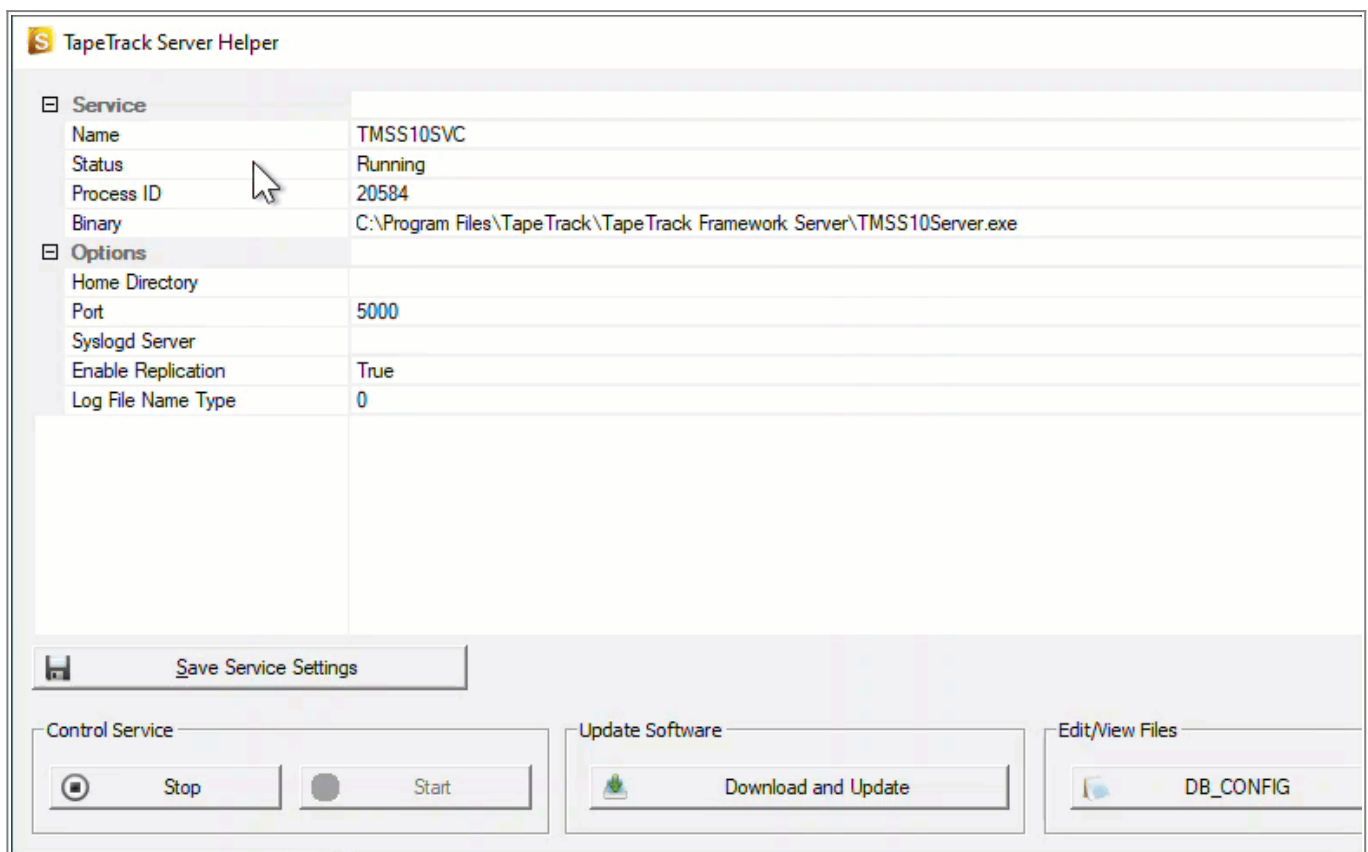 TapeTrack Server Helper
Service
Name TMSS10SVC
Status Running
Process ID 20584
Binary C:\Program Files\TapeTrack\TapeTrack Framework Server\TMSS10Server.exe
Options
Home Directory
Port 5000
Syslogd Server
Enable Replication True
Log File Name Type 0
Save Service Settings
Control Service Update Software Edit/View Files
Stop Start Download and Update DB_CONFIG